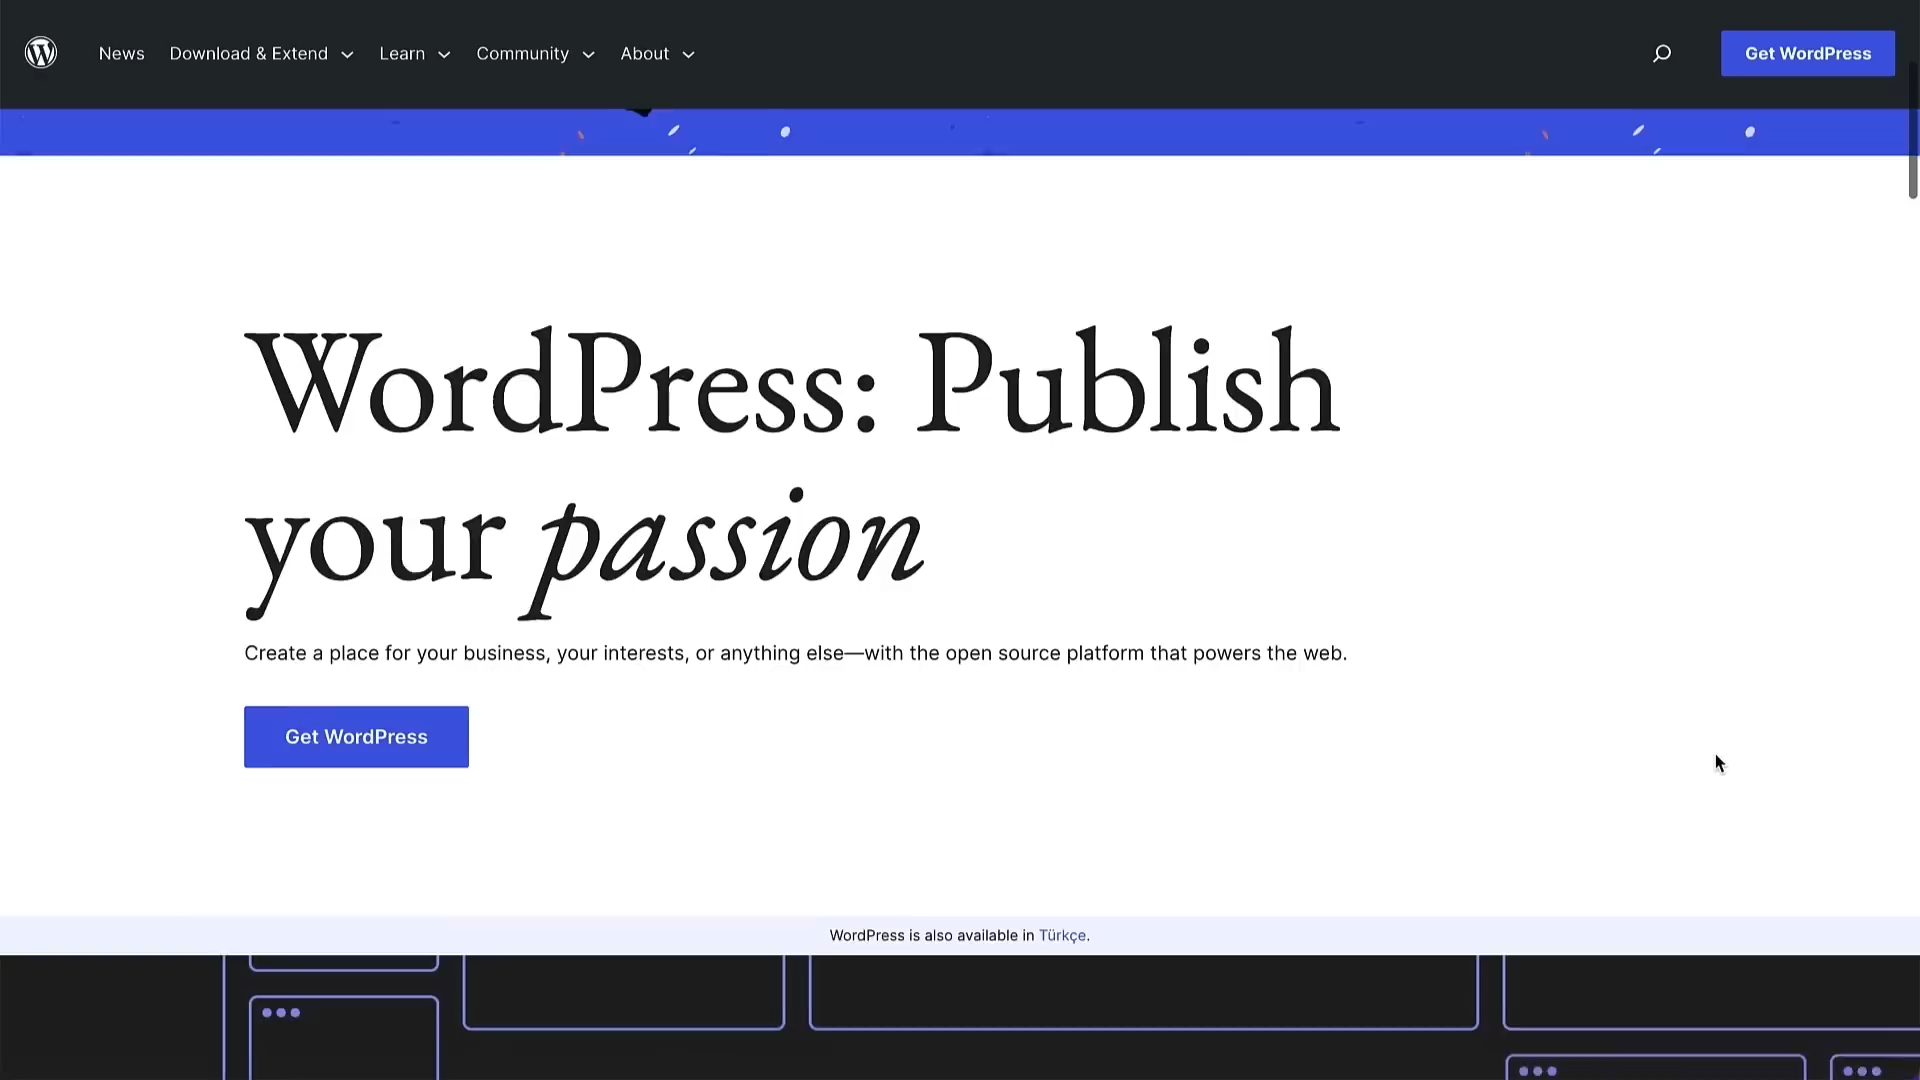 News Download & Extend Learn Community About Get WordPress
WordPress: Publish
your passion
Create a place for your business, your interests, or anything else—with the open source platform that powers the web.
Get WordPress
WordPress is also available in Türkçe.